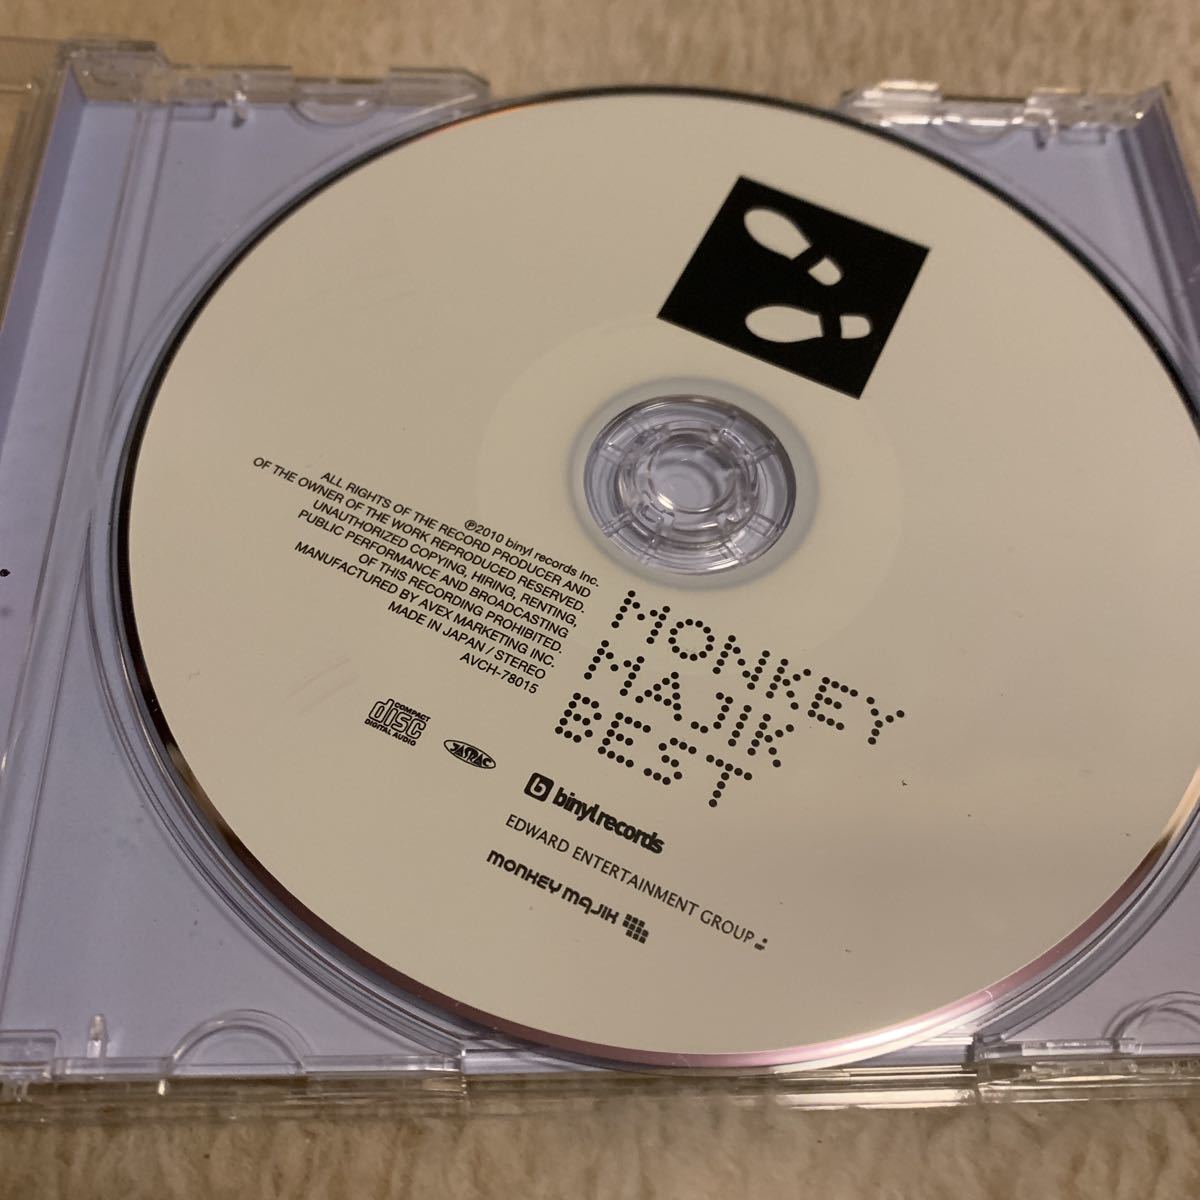 ℗2010 binyl records Inc.
ALL RIGHTS OF THE RECORD PRODUCER AND
OF THE OWNER OF THE WORK REPRODUCED RESERVED.
UNAUTHORIZED COPYING, HIRING, RENTING,
PUBLIC PERFORMANCE AND BROADCASTING
OF THIS RECORDING PROHIBITED.
MANUFACTURED BY AVEX MARKETING INC.
MADE IN JAPAN / STEREO
AVCH-78015
MONKEY
MAJIK
BEST
COMPACT
disc
DIGITAL AUDIO
JASRAC
b binylrecords
EDWARD ENTERTAINMENT GROUP
monkey majik